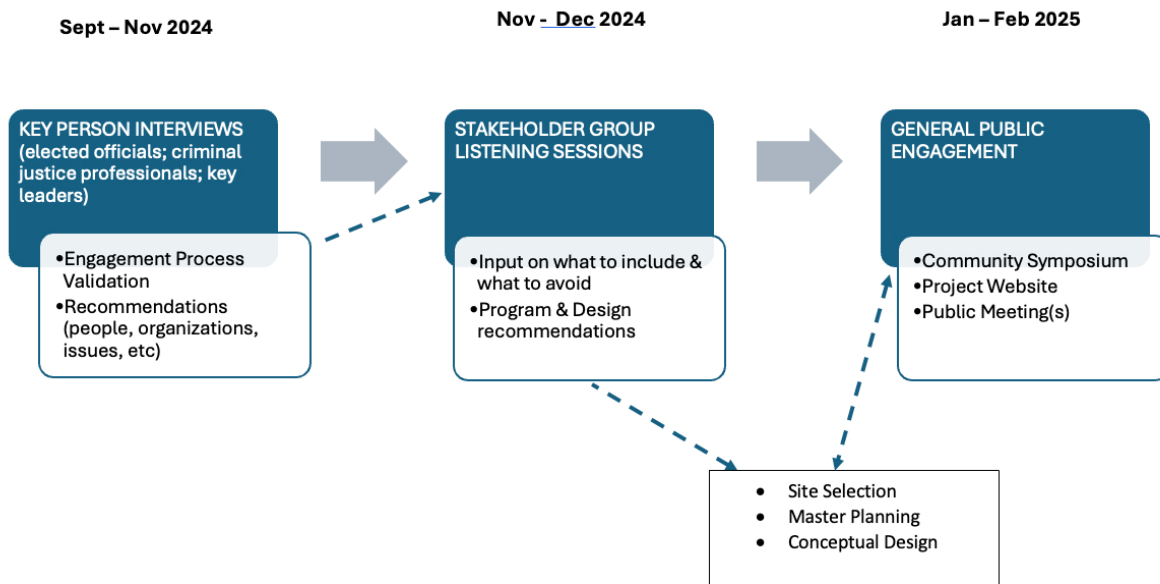 Sept – Nov 2024
Nov - Dec 2024
Jan – Feb 2025
KEY PERSON INTERVIEWS
(elected officials; criminal
justice professionals; key
leaders)
•Engagement Process
Validation
•Recommendations
(people, organizations,
issues, etc)
STAKEHOLDER GROUP
LISTENING SESSIONS
•Input on what to include &
what to avoid
•Program & Design
recommendations
GENERAL PUBLIC
ENGAGEMENT
•Community Symposium
•Project Website
•Public Meeting(s)
• Site Selection
• Master Planning
• Conceptual Design